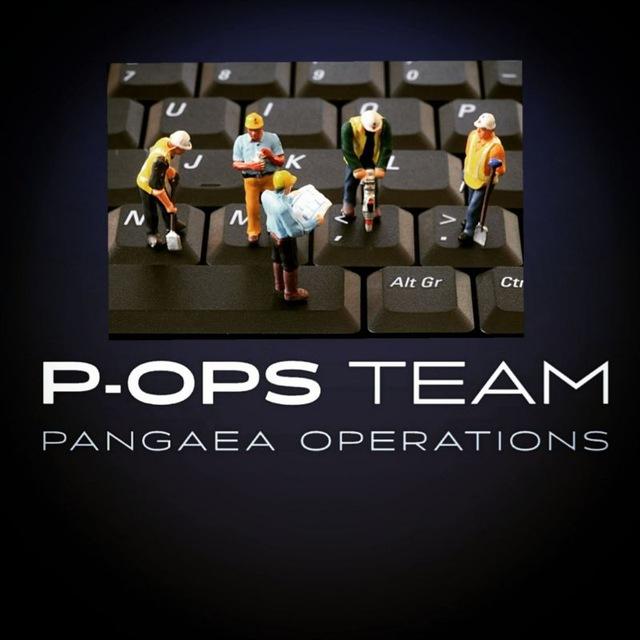 7 8 9 0 _
U I O P
J K L
N M < >
, .
Alt Gr Ctr
P-OPS TEAM
PANGAEA OPERATIONS